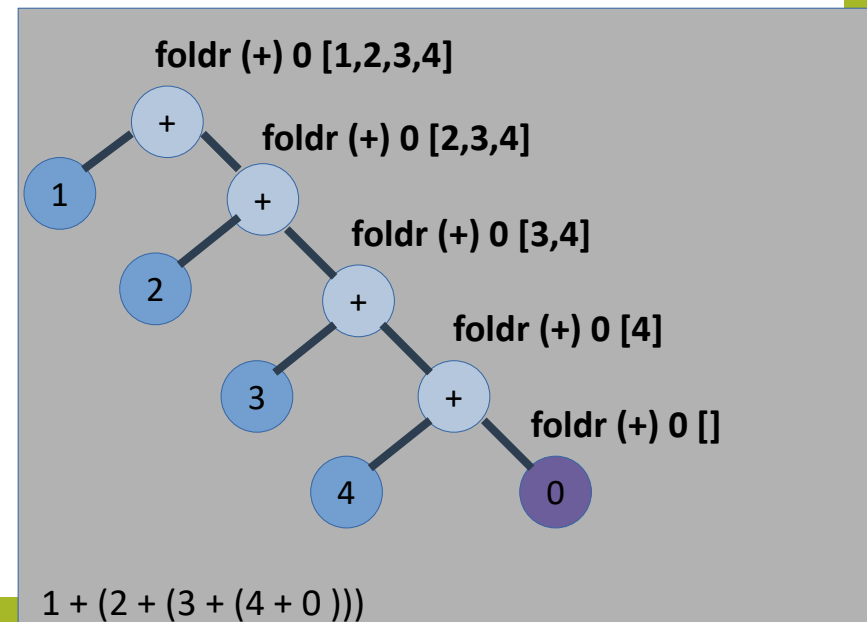 foldr (+) 0 [1,2,3,4]
+
foldr (+) 0 [2,3,4]
1
+
foldr (+) 0 [3,4]
2
+
foldr (+) 0 [4]
3
+
foldr (+) 0 []
4
0
1 + (2 + (3 + (4 + 0 )))